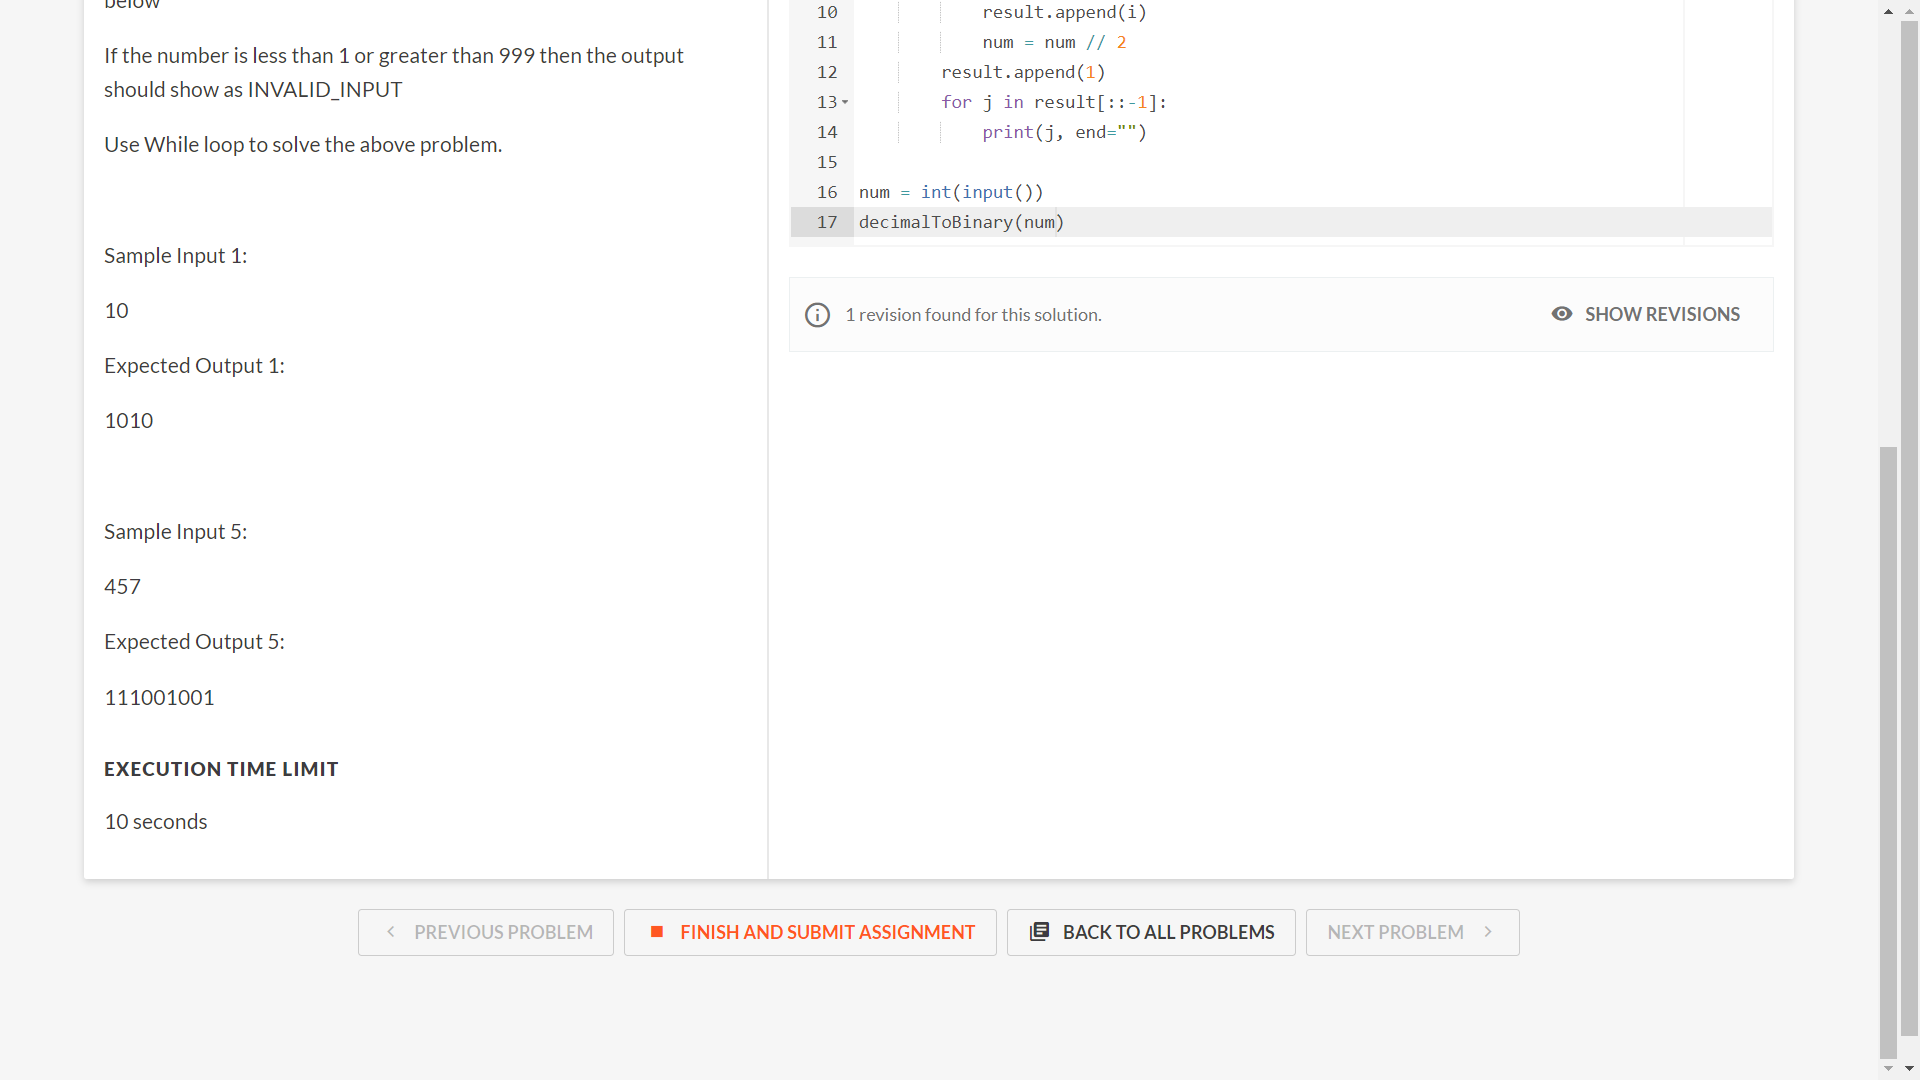 below
If the number is less than 1 or greater than 999 then the output
should show as INVALID_INPUT
Use While loop to solve the above problem.
Sample Input 1:
10
Expected Output 1:
1010
Sample Input 5:
457
Expected Output 5:
111001001
EXECUTION TIME LIMIT
10 seconds
10 result.append(i)
11 num = num // 2
12 result.append(1)
13 for j in result[::-1]:
14 print(j, end="")
15
16 num = int(input())
17 decimalToBinary(num)
1 revision found for this solution.
SHOW REVISIONS
PREVIOUS PROBLEM
FINISH AND SUBMIT ASSIGNMENT
BACK TO ALL PROBLEMS
NEXT PROBLEM